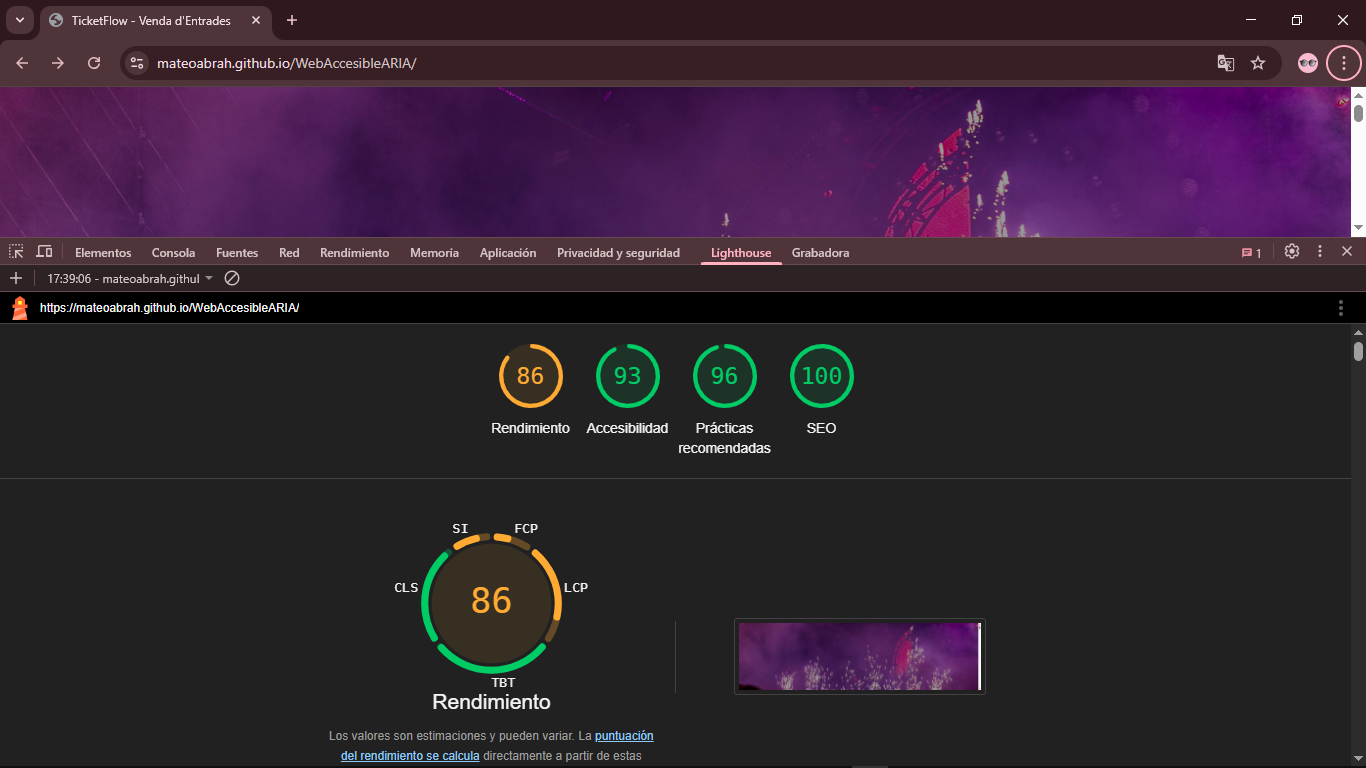 TicketFlow - Venda d'Entrades
mateoabrah.github.io/WebAccesibleARIA/
Elementos Consola Fuentes Red Rendimiento Memoria Aplicación Privacidad y seguridad Lighthouse Grabadora 1
17:39:06 - mateoabrah.githul
https://mateoabrah.github.io/WebAccesibleARIA/
86 93 96 100
Rendimiento Accesibilidad Prácticas recomendadas SEO
SI FCP
CLS LCP
86
TBT
Rendimiento
Los valores son estimaciones y pueden variar. La puntuación
del rendimiento se calcula directamente a partir de estas